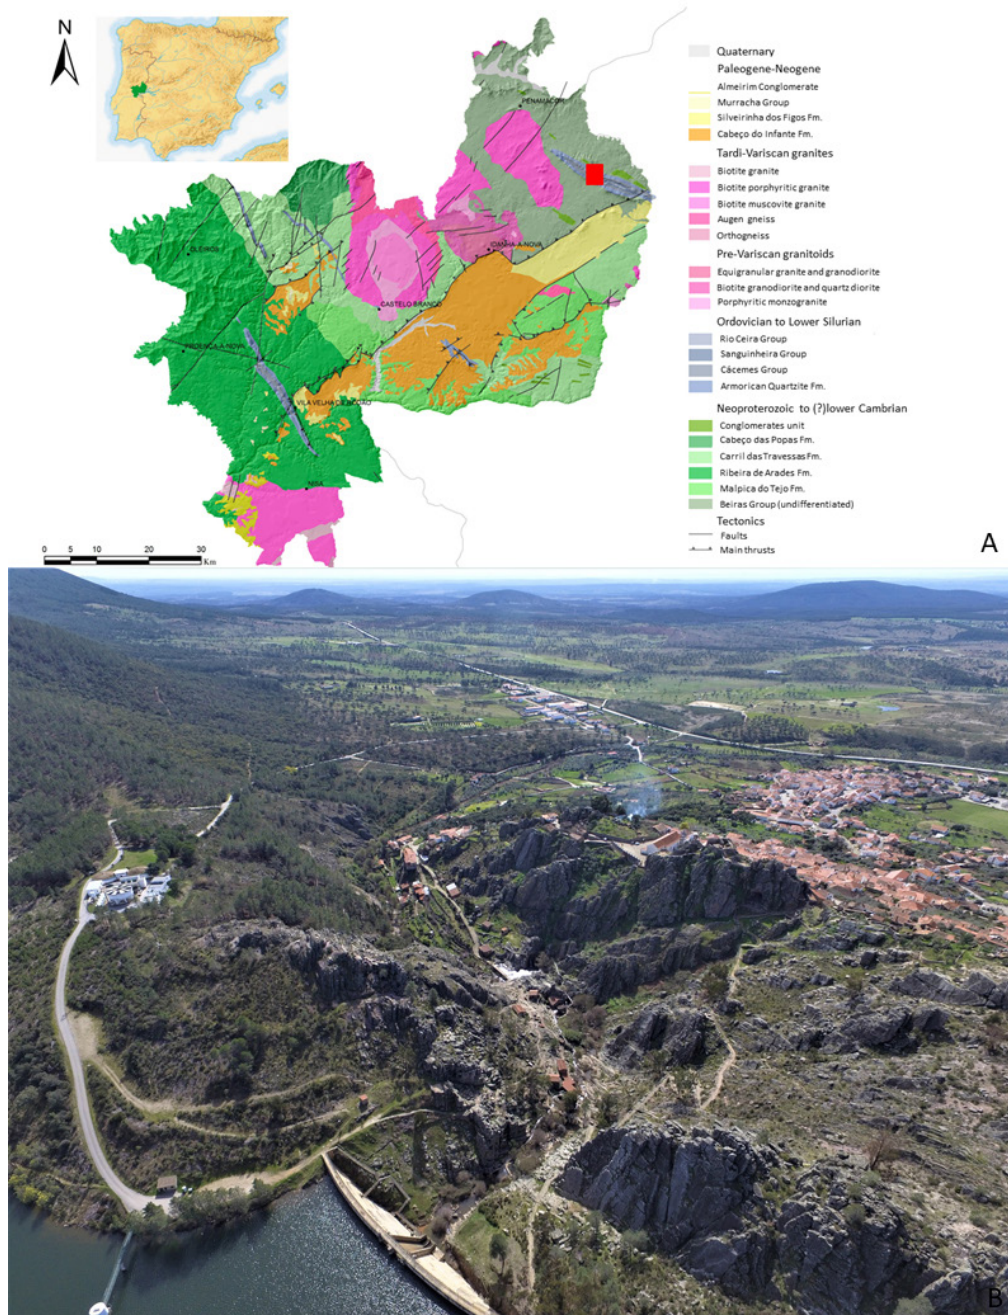 N
PENAMACOR
OLEIROS
IDANHA-A-NOVA
CASTELO BRANCO
PROENÇA-A-NOVA
VILA VELHA DE RODÃO
NISA
0 5 10 20 30
Km
Quaternary
Paleogene-Neogene
Almeirim Conglomerate
Murracha Group
Silveirinha dos Figos Fm.
Cabeço do Infante Fm.
Tardi-Variscan granites
Biotite granite
Biotite porphyritic granite
Biotite muscovite granite
Augen gneiss
Orthogneiss
Pre-Variscan granitoids
Equigranular granite and granodiorite
Biotite granodiorite and quartz diorite
Porphyritic monzogranite
Ordovician to Lower Silurian
Rio Ceira Group
Sanguinheira Group
Cácemes Group
Armorican Quartzite Fm.
Neoproterozoic to (?)lower Cambrian
Conglomerates unit
Cabeço das Popas Fm.
Carril das Travessas Fm.
Ribeira de Arades Fm.
Malpica do Tejo Fm.
Beiras Group (undifferentiated)
Tectonics
Faults
Main thrusts
A
B